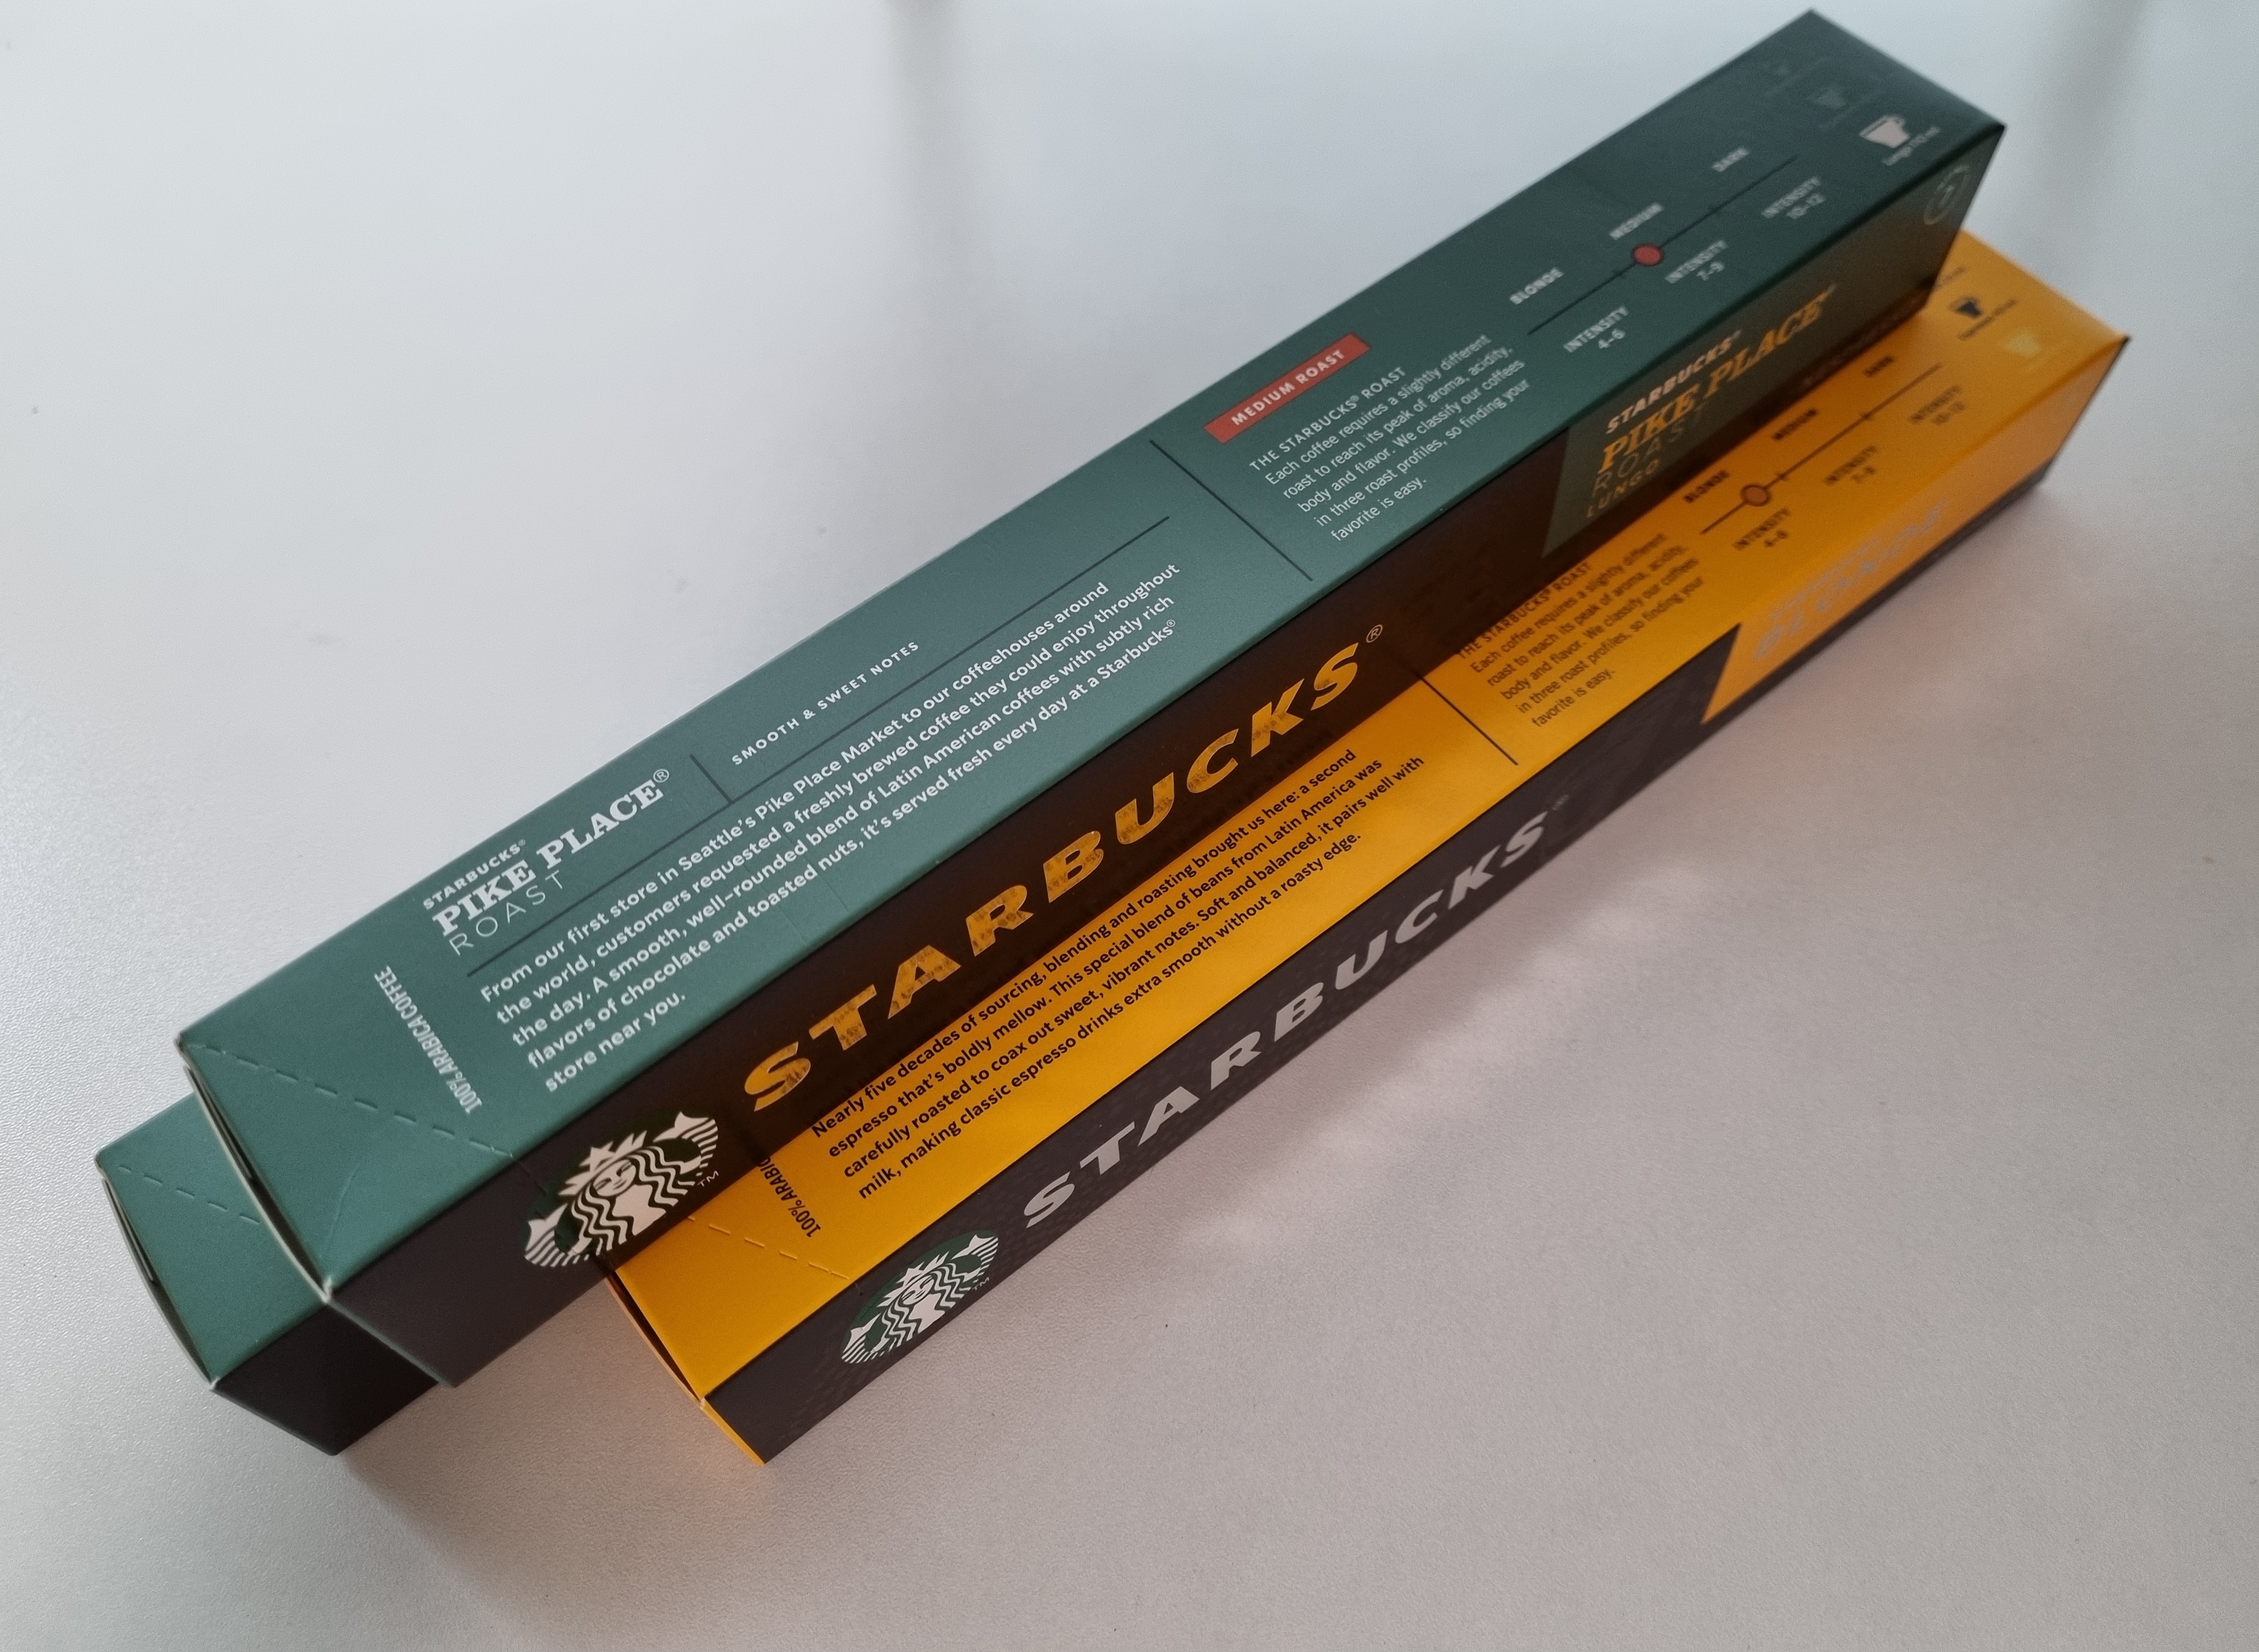 100% ARABICA COFFEE
STARBUCKS®
PIKE PLACE®
ROAST
SMOOTH & SWEET NOTES
From our first store in Seattle's Pike Place Market to our coffeehouses around
the world, customers requested a freshly brewed coffee they could enjoy throughout
the day. A smooth, well-rounded blend of Latin American coffees with subtly rich
flavors of chocolate and toasted nuts, it's served fresh every day at a Starbucks®
store near you.
MEDIUM ROAST
THE STARBUCKS® ROAST
Each coffee requires a slightly different
roast to reach its peak of aroma, acidity,
body and flavor. We classify our coffees
in three roast profiles, so finding your
favorite is easy.
BLONDE
MEDIUM
DARK
INTENSITY
4-6
INTENSITY
7-9
INTENSITY
10-12
Lungo 110 ml
STARBUCKS®
TM
STARBUCKS®
PIKE PLACE
ROAST
LUNGO
100% ARABIC
Nearly five decades of sourcing, blending and roasting brought us here: a second
espresso that's boldly mellow. This special blend of beans from Latin America was
carefully roasted to coax out sweet, vibrant notes. Soft and balanced, it pairs well with
milk, making classic espresso drinks extra smooth without a roasty edge.
THE STARBUCKS® ROAST
Each coffee requires a slightly different
roast to reach its peak of aroma, acidity,
body and flavor. We classify our coffees
in three roast profiles, so finding your
favorite is easy.
BLONDE
MEDIUM
DARK
INTENSITY
4-6
INTENSITY
7-9
INTENSITY
10-12
STARBUCKS®
TM
BLONDE